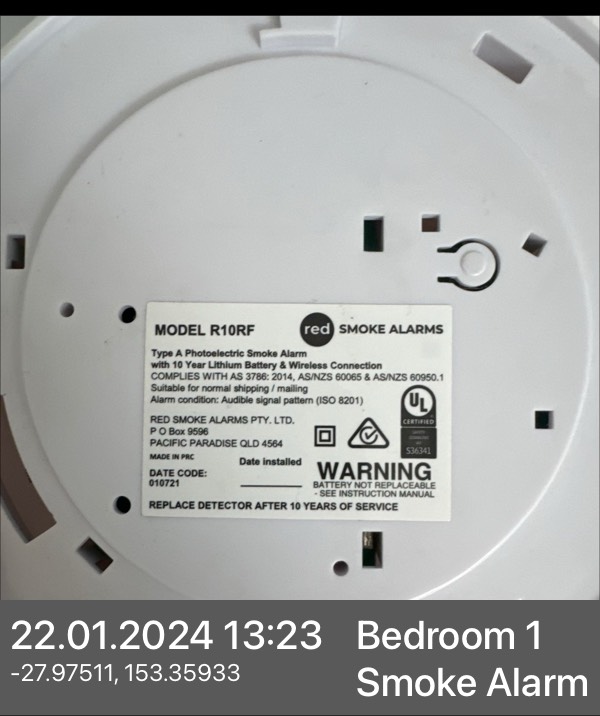 MODEL R10RF
red SMOKE ALARMS
Type A Photoelectric Smoke Alarm
with 10 Year Lithium Battery & Wireless Connection
COMPLIES WITH AS 3786: 2014, AS/NZS 60065 & AS/NZS 60950.1
Suitable for normal shipping / mailing
Alarm condition: Audible signal pattern (ISO 8201)
RED SMOKE ALARMS PTY. LTD.
P O Box 9596
PACIFIC PARADISE QLD 4564
MADE IN PRC
DATE CODE:
010721
Date installed
UL
CERTIFIED
S36341
WARNING
BATTERY NOT REPLACEABLE
- SEE INSTRUCTION MANUAL
REPLACE DETECTOR AFTER 10 YEARS OF SERVICE
22.01.2024 13:23
-27.97511, 153.35933
Bedroom 1
Smoke Alarm